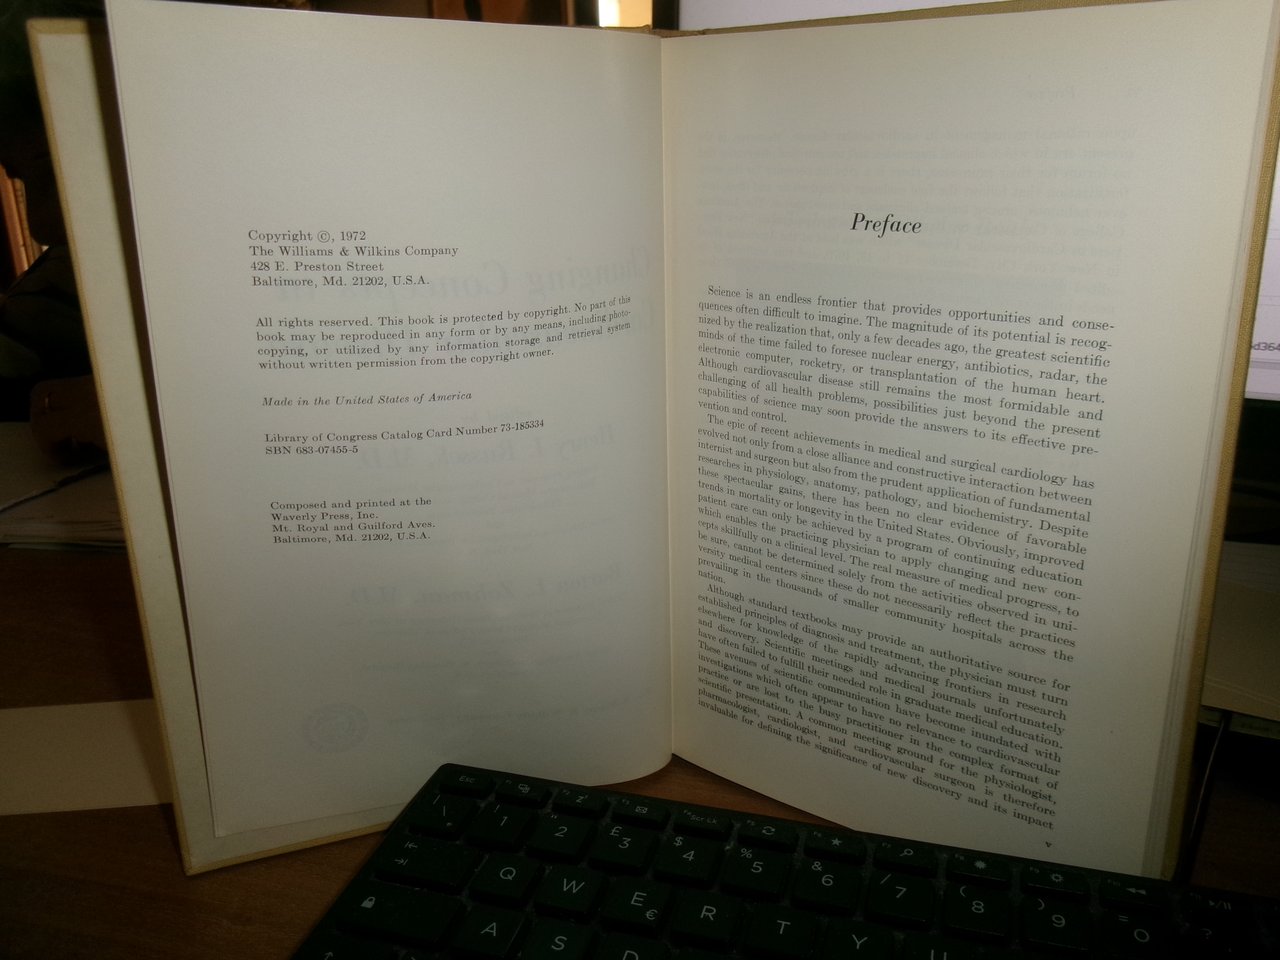 Copyright ©, 1972
The Williams & Wilkins Company
428 E. Preston Street
Baltimore, Md. 21202, U.S.A.
All rights reserved. This book is protected by copyright. No part of this
book may be reproduced in any form or by any means, including photo-
copying, or utilized by any information storage and retrieval system
without written permission from the copyright owner.
Made in the United States of America
Library of Congress Catalog Card Number 73-185334
SBN 683-07455-5
Composed and printed at the
Waverly Press, Inc.
Mt. Royal and Guilford Aves.
Baltimore, Md. 21202, U.S.A.
Preface
Science is an endless frontier that provides opportunities and conse-
quences often difficult to imagine. The magnitude of its potential is recog-
nized by the realization that, only a few decades ago, the greatest scientific
minds of the time failed to foresee nuclear energy, antibiotics, radar, the
electronic computer, rocketry, or transplantation of the human heart.
Although cardiovascular disease still remains the most formidable and
challenging of all health problems, possibilities just beyond the present
capabilities of science may soon provide the answers to its effective pre-
vention and control.
The epic of recent achievements in medical and surgical cardiology has
evolved not only from a close alliance and constructive interaction between
internist and surgeon but also from the prudent application of fundamental
researches in physiology, anatomy, pathology, and biochemistry. Despite
these spectacular gains, there has been no clear evidence of favorable
trends in mortality or longevity in the United States. Obviously, improved
patient care can only be achieved by a program of continuing education
which enables the practicing physician to apply changing and new con-
cepts skillfully on a clinical level. The real measure of medical progress, to
be sure, cannot be determined solely from the activities observed in uni-
versity medical centers since these do not necessarily reflect the practices
prevailing in the thousands of smaller community hospitals across the
nation.
Although standard textbooks may provide an authoritative source for
established principles of diagnosis and treatment, the physician must turn
elsewhere for knowledge of the rapidly advancing frontiers in research
and discovery. Scientific meetings and medical journals unfortunately
have often failed to fulfill their needed role in graduate medical education.
These avenues of scientific communication have become inundated with
investigations which often appear to have no relevance to cardiovascular
practice or are lost to the busy practitioner in the complex format of
scientific presentation. A common meeting ground for the physiologist,
pharmacologist, cardiologist, and cardiovascular surgeon is therefore
invaluable for defining the significance of new discovery and its impact
v
d364
Esc
Scr Lk
\ ! 1 " 2 £ 3 $ 4 % 5 & 6 / 7 ( 8 ) 9 = 0 ?
Q W E € R T Y U
A S D